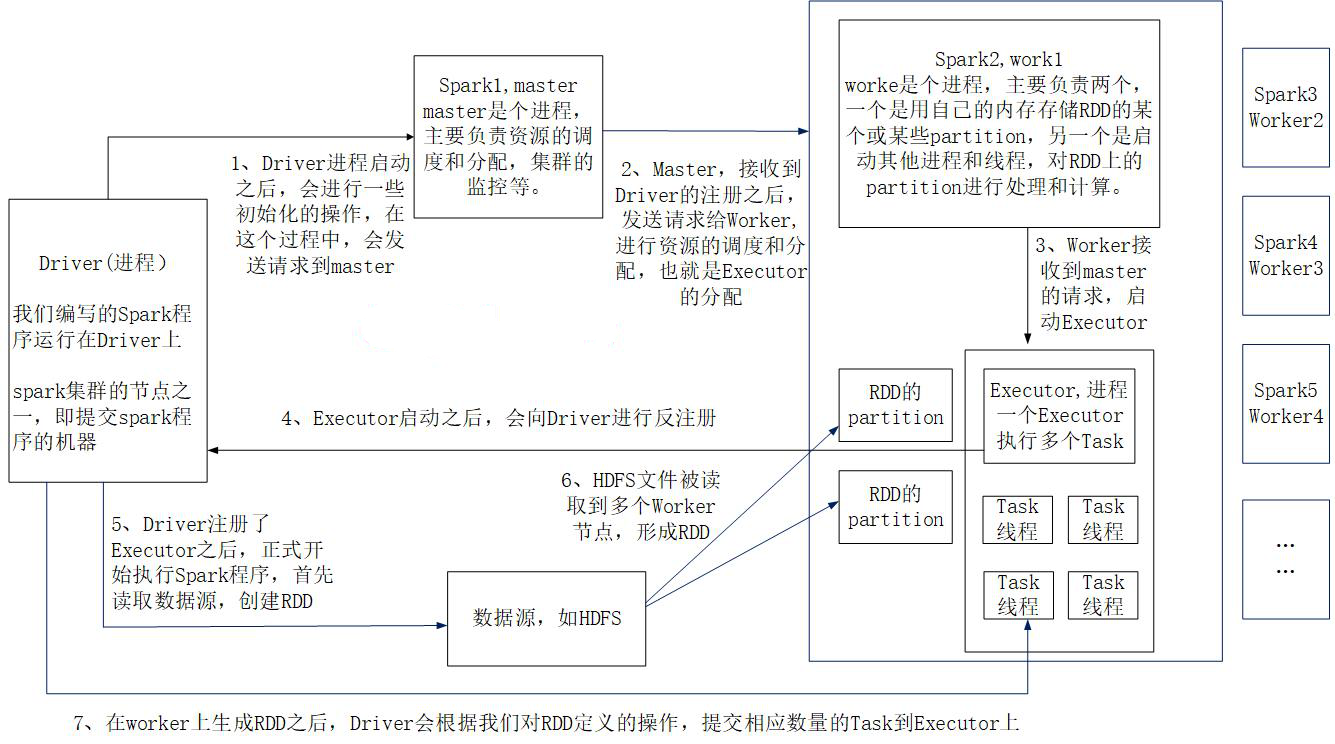 Spark1,master
master是个进程，
主要负责资源的调
度和分配，集群的
监控等。
Spark2,work1
worke是个进程，主要负责两个，
一个是用自己的内存存储RDD的某
个或某些partition，另一个是启
动其他进程和线程，对RDD上的
partition进行处理和计算。
Spark3
Worker2
1、Driver进程启动
之后，会进行一些
初始化的操作，在
这个过程中，会发
送请求到master
2、Master，接收到
Driver的注册之后，
发送请求给Worker,
进行资源的调度和分
配，也就是Executor
的分配
Driver(进程）
我们编写的Spark程
序运行在Driver上
spark集群的节点之
一，即提交spark程
序的机器
3、Worker接
收到master
的请求，启
动Executor
Spark4
Worker3
Spark5
Worker4
RDD的
partition
Executor,进程
一个Executor
执行多个Task
4、Executor启动之后，会向Driver进行反注册
6、HDFS文件被读
取到多个Worker
节点，形成RDD
RDD的
partition
Task
线程
Task
线程
Task
线程
Task
线程
...
...
5、Driver注册了
Executor之后，正式开
始执行Spark程序，首先
读取数据源，创建RDD
数据源，如HDFS
7、在worker上生成RDD之后，Driver会根据我们对RDD定义的操作，提交相应数量的Task到Executor上